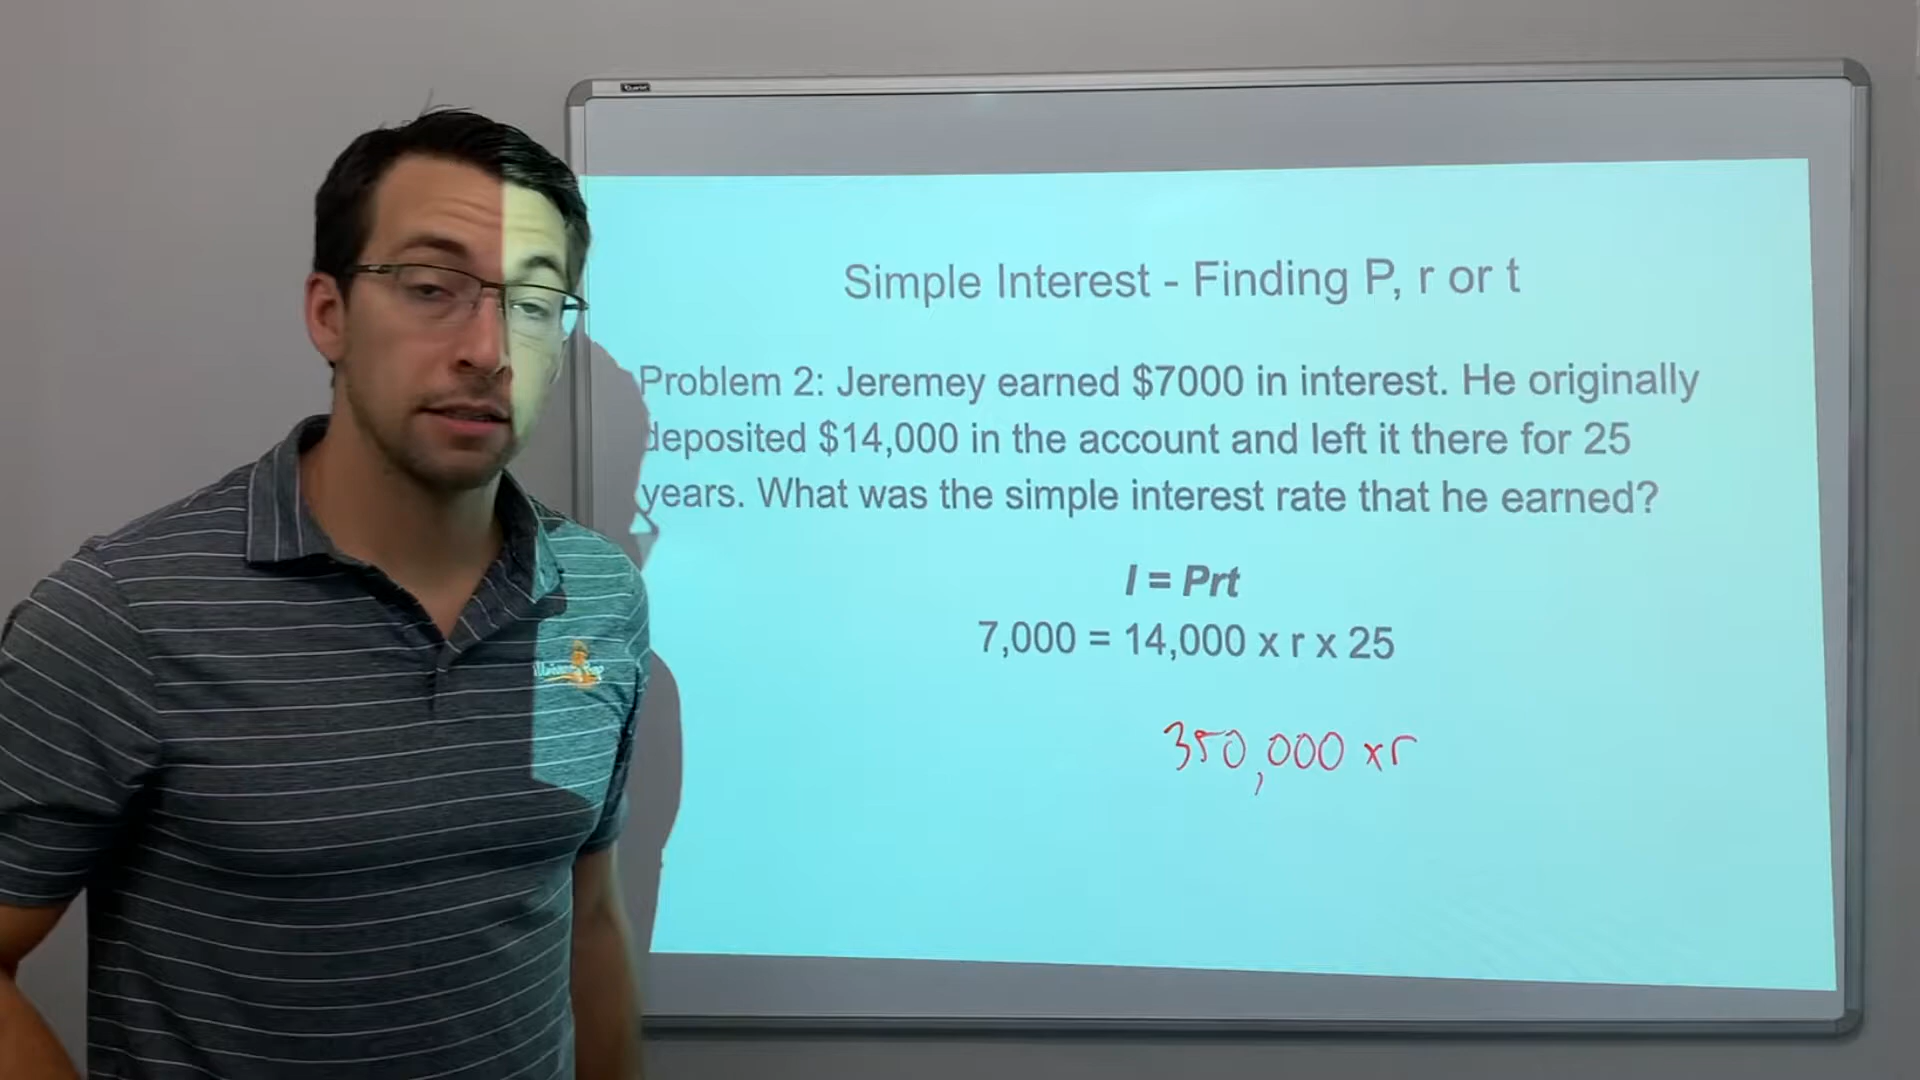 Simple Interest - Finding P, r or t
Problem 2: Jeremey earned $7000 in interest. He originally
deposited $14,000 in the account and left it there for 25
years. What was the simple interest rate that he earned?
I = Prt
7,000 = 14,000 x r x 25
350,000 x r